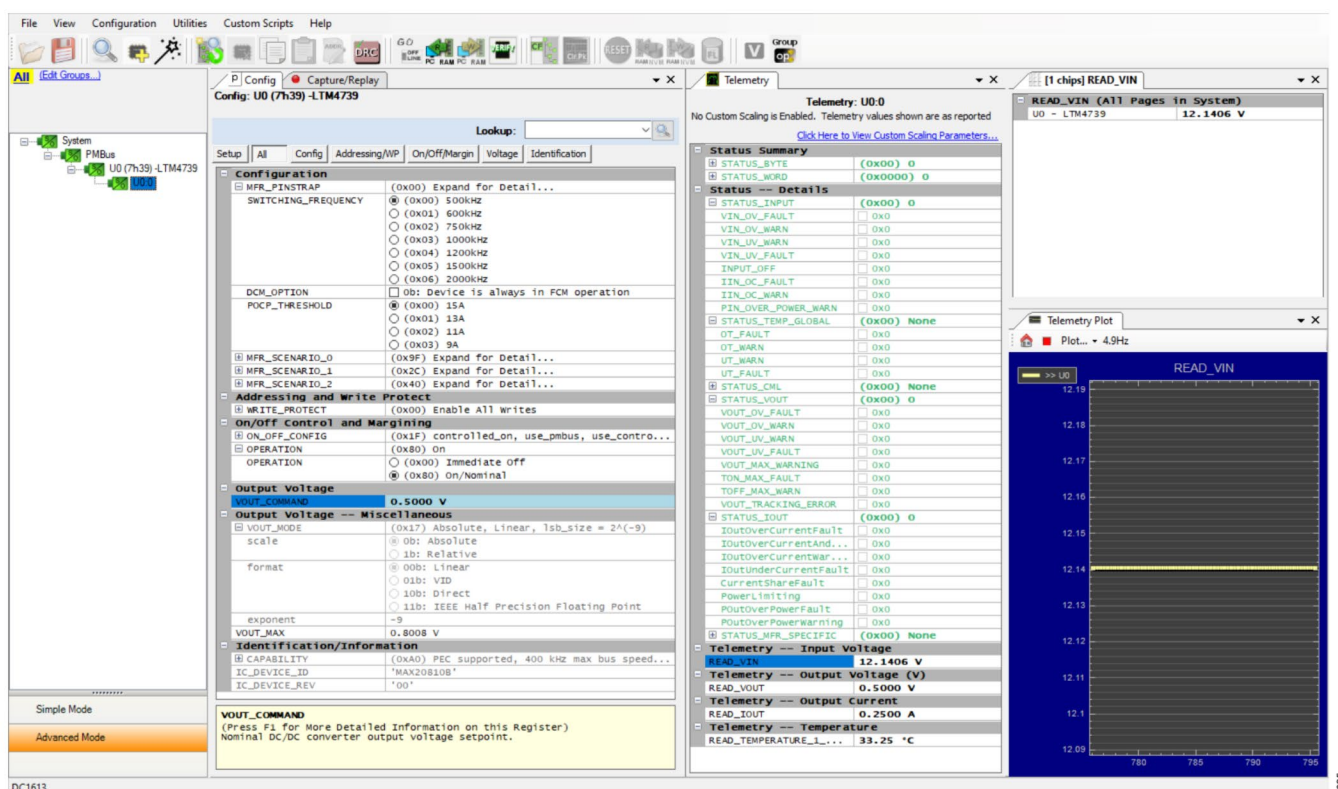 File View Configuration Utilities Custom Scripts Help
DRC
GO OFF LINE
PC RAM
PC RAM
VERIFY
CF
RESET
V
Group op
All (Edit Groups...)
System
PMBus
U0 (7h39) -LTM4739
U0:0
Simple Mode
Advanced Mode
DC1613
P Config Capture/Replay
Config: U0 (7h39) -LTM4739
Lookup:
Setup All Config Addressing/WP On/Off/Margin Voltage Identification
Configuration
MFR_PINSTRAP (0x00) Expand for Detail...
SWITCHING_FREQUENCY (0x00) 500kHz
(0x01) 600kHz
(0x02) 750kHz
(0x03) 1000kHz
(0x04) 1200kHz
(0x05) 1500kHz
(0x06) 2000kHz
DCM_OPTION 0b: Device is always in FCM operation
POCP_THRESHOLD (0x00) 15A
(0x01) 13A
(0x02) 11A
(0x03) 9A
MFR_SCENARIO_0 (0x9F) Expand for Detail...
MFR_SCENARIO_1 (0x2C) Expand for Detail...
MFR_SCENARIO_2 (0x40) Expand for Detail...
Addressing and Write Protect
WRITE_PROTECT (0x00) Enable All Writes
On/Off Control and Margining
ON_OFF_CONFIG (0x1F) controlled_on, use_pmbus, use_contro...
OPERATION (0x80) On
OPERATION (0x00) Immediate Off
(0x80) On/Nominal
Output Voltage
VOUT_COMMAND 0.5000 V
Output Voltage -- Miscellaneous
VOUT_MODE (0x17) Absolute, Linear, lsb_size = 2^(-9)
scale 0b: Absolute
1b: Relative
format 00b: Linear
01b: VID
10b: Direct
11b: IEEE Half Precision Floating Point
exponent -9
VOUT_MAX 0.8008 V
Identification/Information
CAPABILITY (0xA0) PEC supported, 400 kHz max bus speed...
IC_DEVICE_ID 'MAX20810B'
IC_DEVICE_REV '00'
VOUT_COMMAND
(Press F1 for More Detailed Information on this Register)
Nominal DC/DC converter output voltage setpoint.
Telemetry
Telemetry: U0:0
No Custom Scaling is Enabled. Telemetry values shown are as reported
Click Here to View Custom Scaling Parameters...
Status Summary
STATUS_BYTE (0x00) 0
STATUS_WORD (0x0000) 0
Status -- Details
STATUS_INPUT (0x00) 0
VIN_OV_FAULT 0x0
VIN_OV_WARN 0x0
VIN_UV_WARN 0x0
VIN_UV_FAULT 0x0
INPUT_OFF 0x0
IIN_OC_FAULT 0x0
IIN_OC_WARN 0x0
PIN_OVER_POWER_WARN 0x0
STATUS_TEMP_GLOBAL (0x00) None
OT_FAULT 0x0
OT_WARN 0x0
UT_WARN 0x0
UT_FAULT 0x0
STATUS_CML (0x00) None
STATUS_VOUT (0x00) 0
VOUT_OV_FAULT 0x0
VOUT_OV_WARN 0x0
VOUT_UV_WARN 0x0
VOUT_UV_FAULT 0x0
VOUT_MAX_WARNING 0x0
TON_MAX_FAULT 0x0
TOFF_MAX_WARN 0x0
VOUT_TRACKING_ERROR 0x0
STATUS_IOUT (0x00) 0
IOutOverCurrentFault 0x0
IOutOverCurrentAnd... 0x0
IOutOverCurrentWar... 0x0
IOutUnderCurrentFault 0x0
CurrentShareFault 0x0
PowerLimiting 0x0
POutOverPowerFault 0x0
POutOverPowerWarning 0x0
STATUS_MFR_SPECIFIC (0x00) None
Telemetry -- Input Voltage
READ_VIN 12.1406 V
Telemetry -- Output Voltage (V)
READ_VOUT 0.5000 V
Telemetry -- Output Current
READ_IOUT 0.2500 A
Telemetry -- Temperature
READ_TEMPERATURE_1_... 33.25 °C
[1 chips] READ_VIN
READ_VIN (All Pages in System)
U0 - LTM4739 12.1406 V
Telemetry Plot
Plot... 4.9Hz
READ_VIN
>> U0
12.19
12.18
12.17
12.16
12.15
12.14
12.13
12.12
12.11
12.1
12.09
780 785 790 795